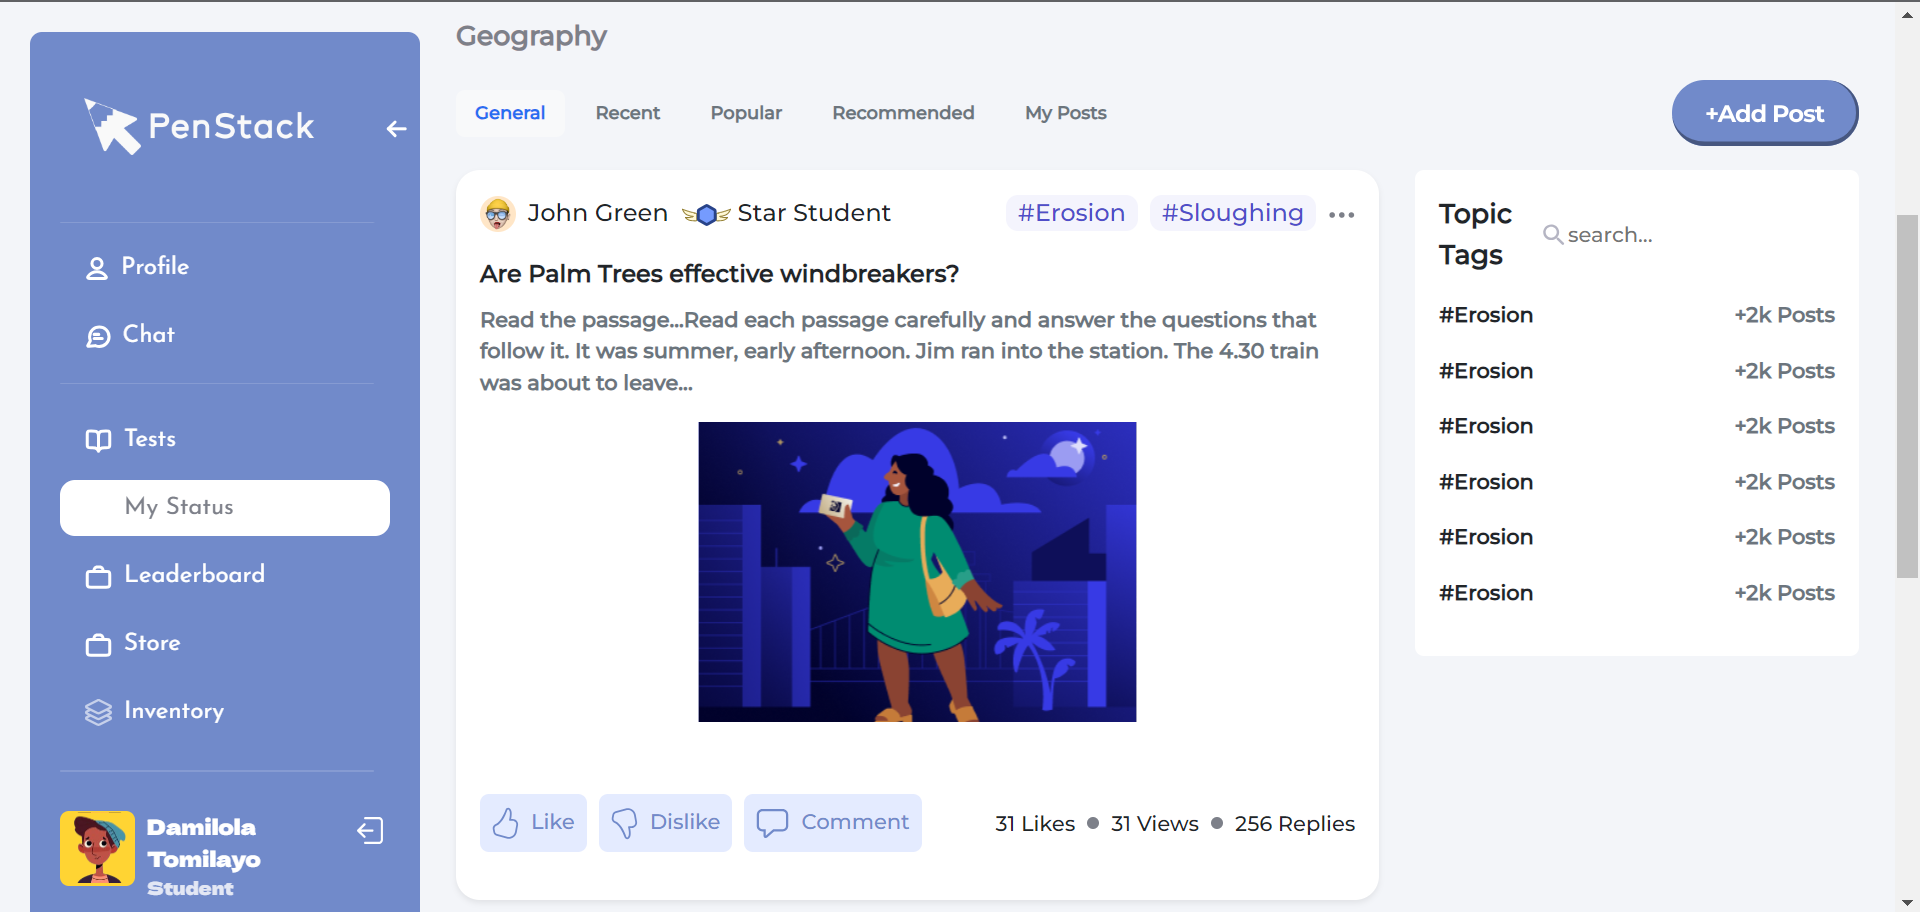 PenStack
Profile
Chat
Tests
My Status
Leaderboard
Store
Inventory
Damilola
Tomilayo
Student
Geography
General
Recent
Popular
Recommended
My Posts
+Add Post
John Green
Star Student
#Erosion
#Sloughing
Are Palm Trees effective windbreakers?
Read the passage...Read each passage carefully and answer the questions that
follow it. It was summer, early afternoon. Jim ran into the station. The 4.30 train
was about to leave...
Like
Dislike
Comment
31 Likes
31 Views
256 Replies
Topic
Tags
search...
#Erosion +2k Posts
#Erosion +2k Posts
#Erosion +2k Posts
#Erosion +2k Posts
#Erosion +2k Posts
#Erosion +2k Posts